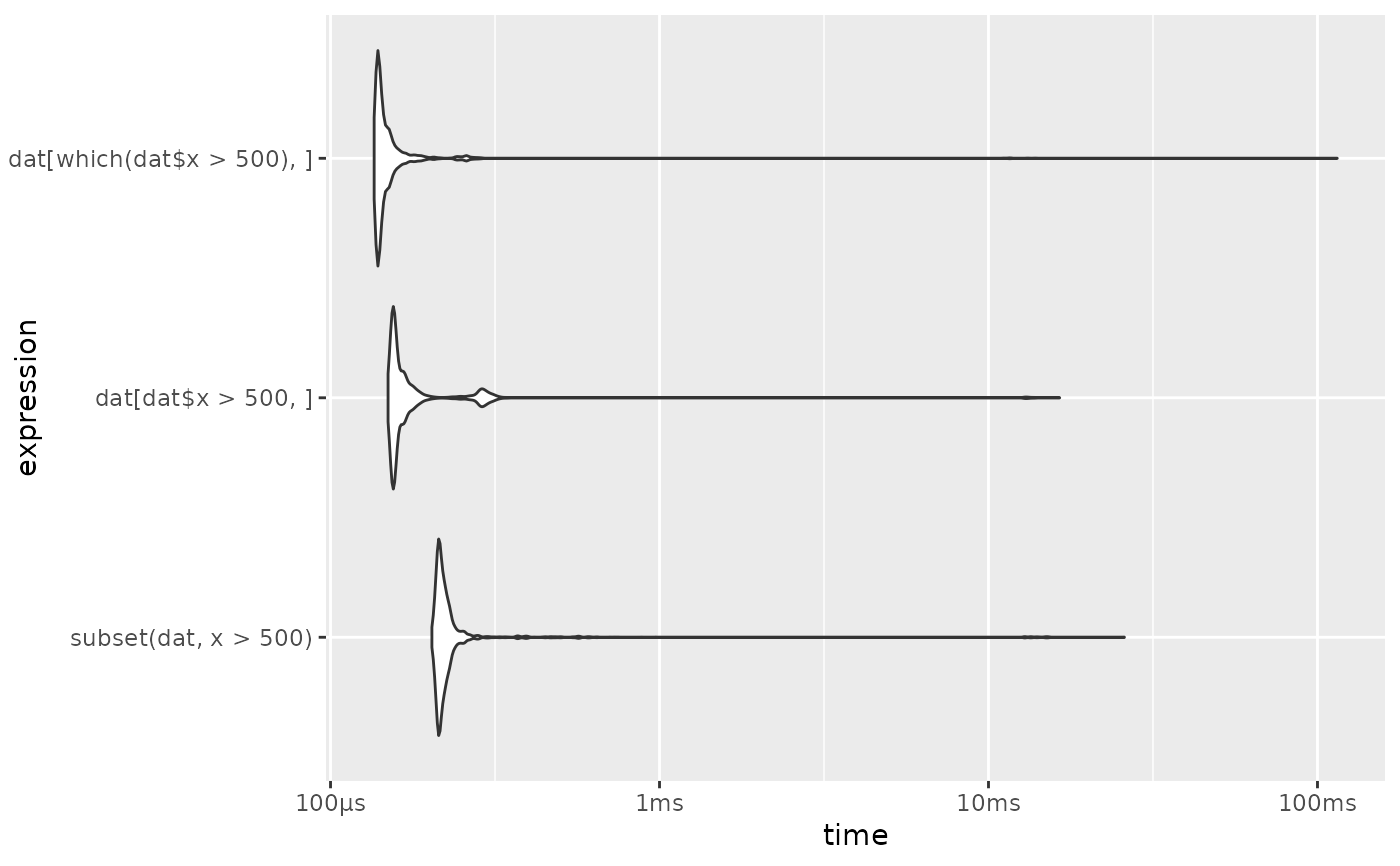 dat[which(dat$x > 500), ]
dat[dat$x > 500, ]
subset(dat, x > 500)
expression
100µs
1ms
10ms
100ms
time